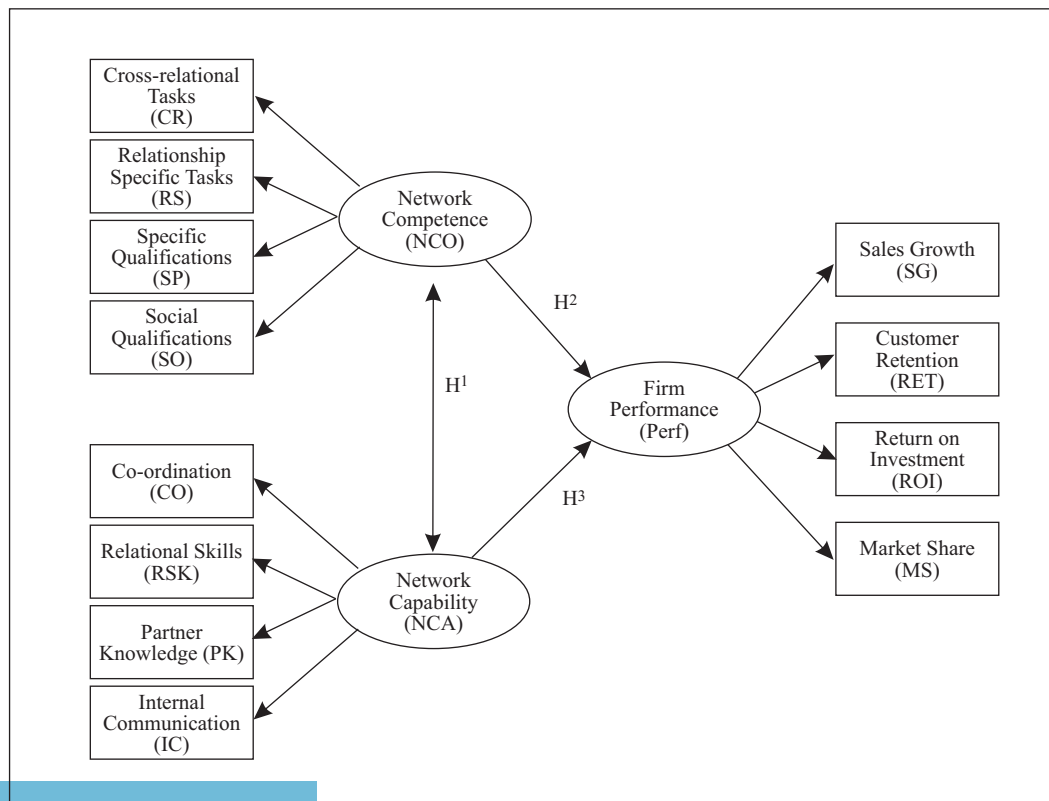 Cross-relational
Tasks
(CR)
Relationship
Specific Tasks
(RS)
Specific
Qualifications
(SP)
Social
Qualifications
(SO)
Network
Competence
(NCO)
H2
H1
Firm
Performance
(Perf)
H3
Sales Growth
(SG)
Customer
Retention
(RET)
Return on
Investment
(ROI)
Market Share
(MS)
Co-ordination
(CO)
Relational Skills
(RSK)
Partner
Knowledge (PK)
Internal
Communication
(IC)
Network
Capability
(NCA)